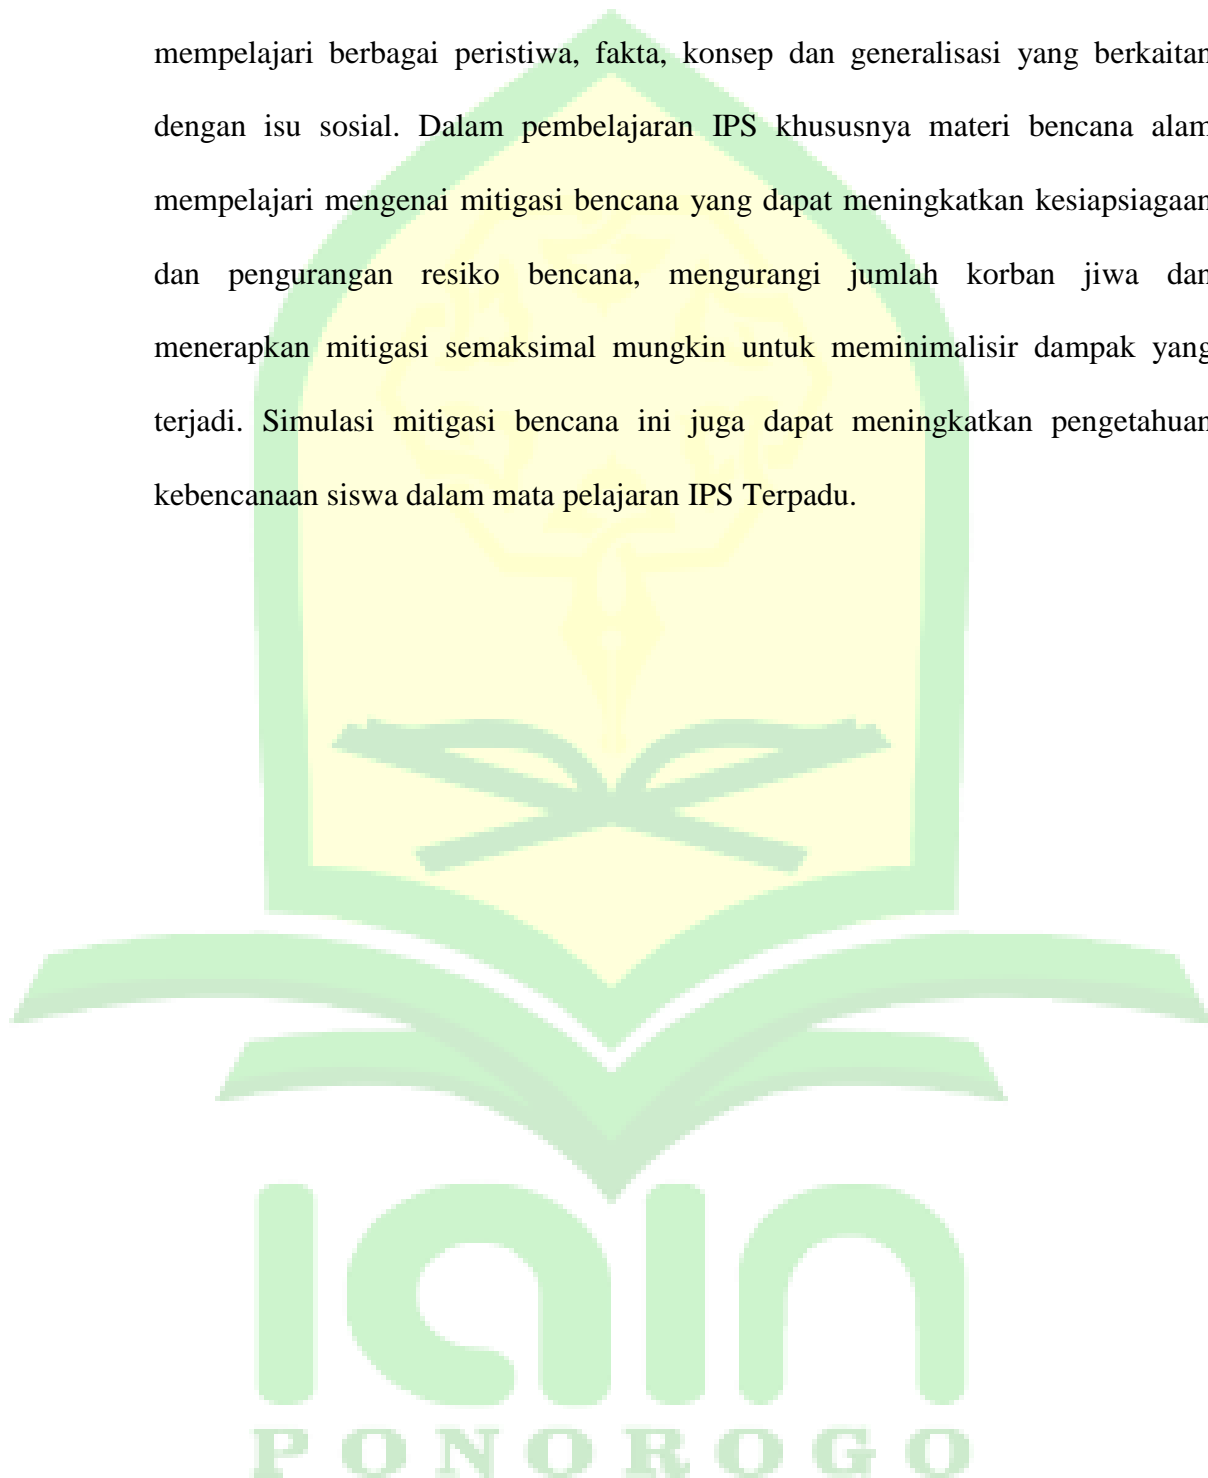 mempelajari berbagai peristiwa, fakta, konsep dan generalisasi yang berkaitan
dengan isu sosial. Dalam pembelajaran IPS khususnya materi bencana alam
mempelajari mengenai mitigasi bencana yang dapat meningkatkan kesiapsiagaan
dan pengurangan resiko bencana, mengurangi jumlah korban jiwa dan
menerapkan mitigasi semaksimal mungkin untuk meminimalisir dampak yang
terjadi. Simulasi mitigasi bencana ini juga dapat meningkatkan pengetahuan
kebencanaan siswa dalam mata pelajaran IPS Terpadu.
iain
PONOROGO